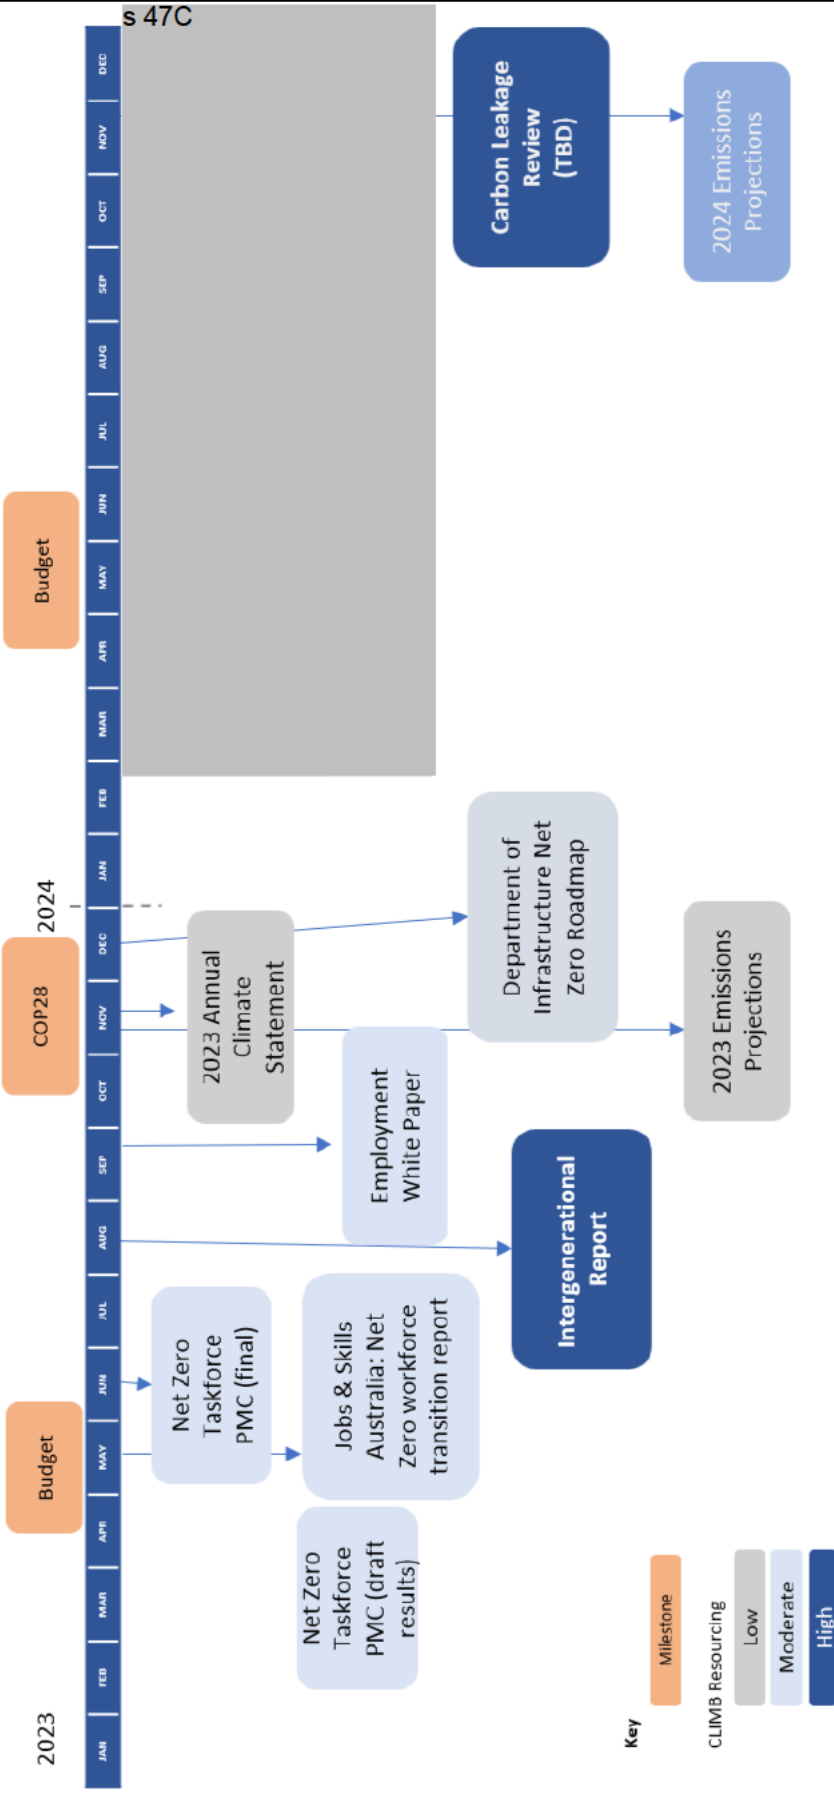 s 47C
Budget
COP28
Budget
2023
2024
JAN
FEB
MAR
APR
MAY
JUN
JUL
AUG
SEP
OCT
NOV
DEC
JAN
FEB
MAR
APR
MAY
JUN
JUL
AUG
SEP
OCT
NOV
DEC
Net Zero
Taskforce
PMC (final)
2023 Annual
Climate
Statement
Net Zero
Taskforce
PMC (draft
results)
Jobs & Skills
Australia: Net
Zero workforce
transition report
Employment
White Paper
Department of
Infrastructure Net
Zero Roadmap
Carbon Leakage
Review
(TBD)
Intergenerational
Report
2023 Emissions
Projections
2024 Emissions
Projections
Key
Milestone
CLIMB Resourcing
Low
Moderate
High